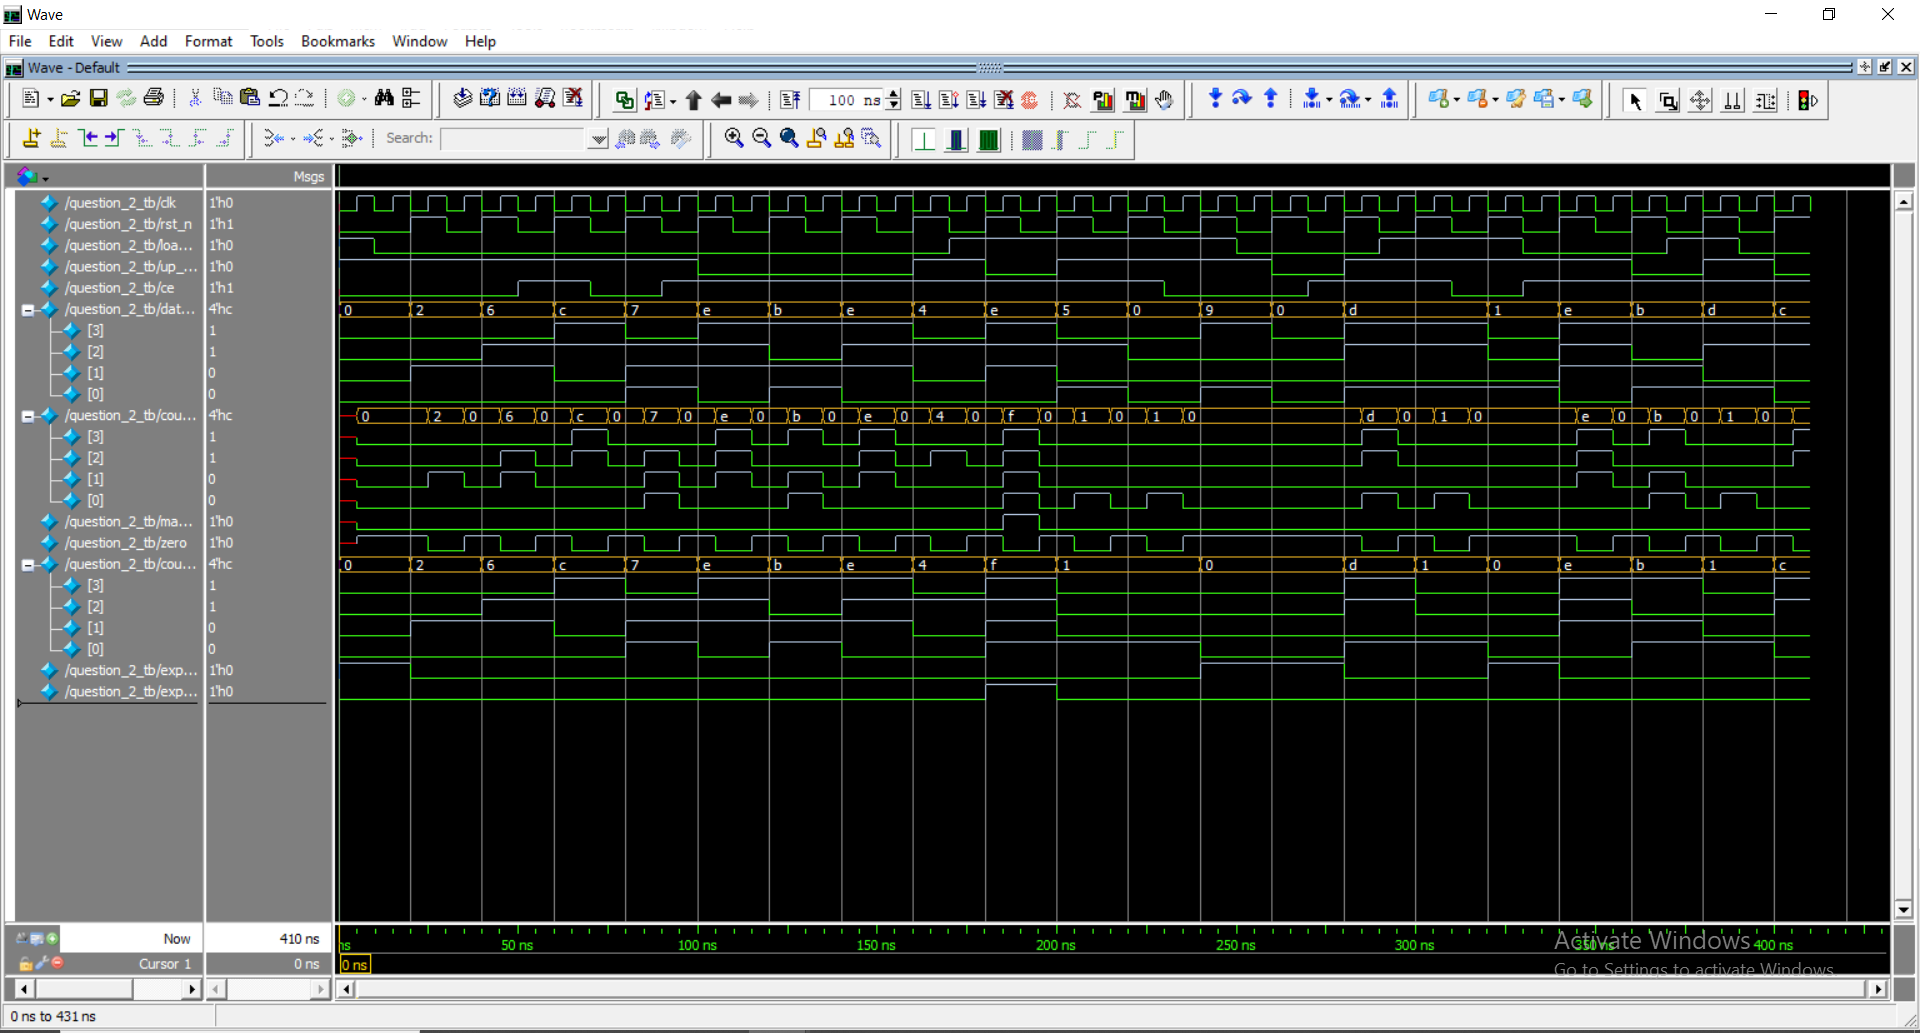 Wave
File Edit View Add Format Tools Bookmarks Window Help
Wave - Default
100 ns
Search:
Msgs
/question_2_tb/clk 1'h0
/question_2_tb/rst_n 1'h1
/question_2_tb/loa... 1'h0
/question_2_tb/up_... 1'h0
/question_2_tb/ce 1'h1
/question_2_tb/dat... 4'hc 0 2 6 c 7 e b e 4 e 5 0 9 0 d 1 e b d c
[3] 1
[2] 1
[1] 0
[0] 0
/question_2_tb/cou... 4'hc 0 2 0 6 0 c 0 7 0 e 0 b 0 e 0 4 0 f 0 1 0 1 0 d 0 1 0 e 0 b 0 1 0
[3] 1
[2] 1
[1] 0
[0] 0
/question_2_tb/ma... 1'h0
/question_2_tb/zero 1'h0
/question_2_tb/cou... 4'hc 0 2 6 c 7 e b e 4 f 1 0 d 1 0 e b 1 c
[3] 1
[2] 1
[1] 0
[0] 0
/question_2_tb/exp... 1'h0
/question_2_tb/exp... 1'h0
Now 410 ns ns 50 ns 100 ns 150 ns 200 ns 250 ns 300 ns 350 ns 400 ns
Cursor 1 0 ns 0 ns
Activate Windows
Go to Settings to activate Windows.
0 ns to 431 ns